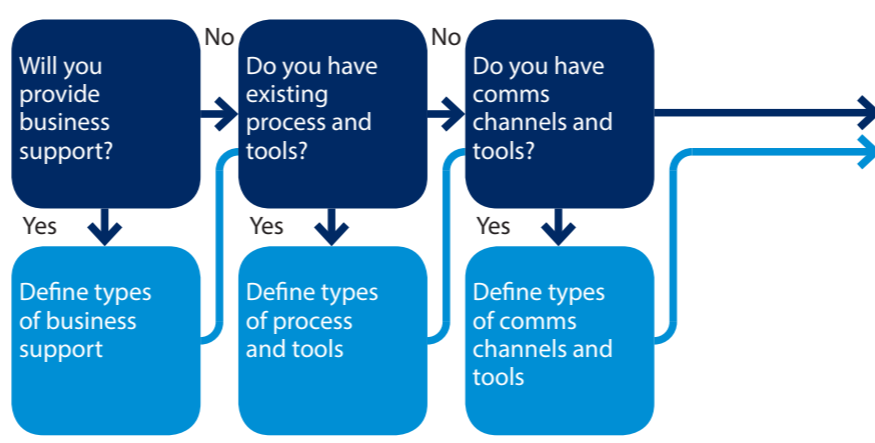 No
No
Will you
provide
business
support?
Do you have
existing
process and
tools?
Do you have
comms
channels and
tools?
Yes
Yes
Yes
Define types
of business
support
Define types
of process
and tools
Define types
of comms
channels and
tools